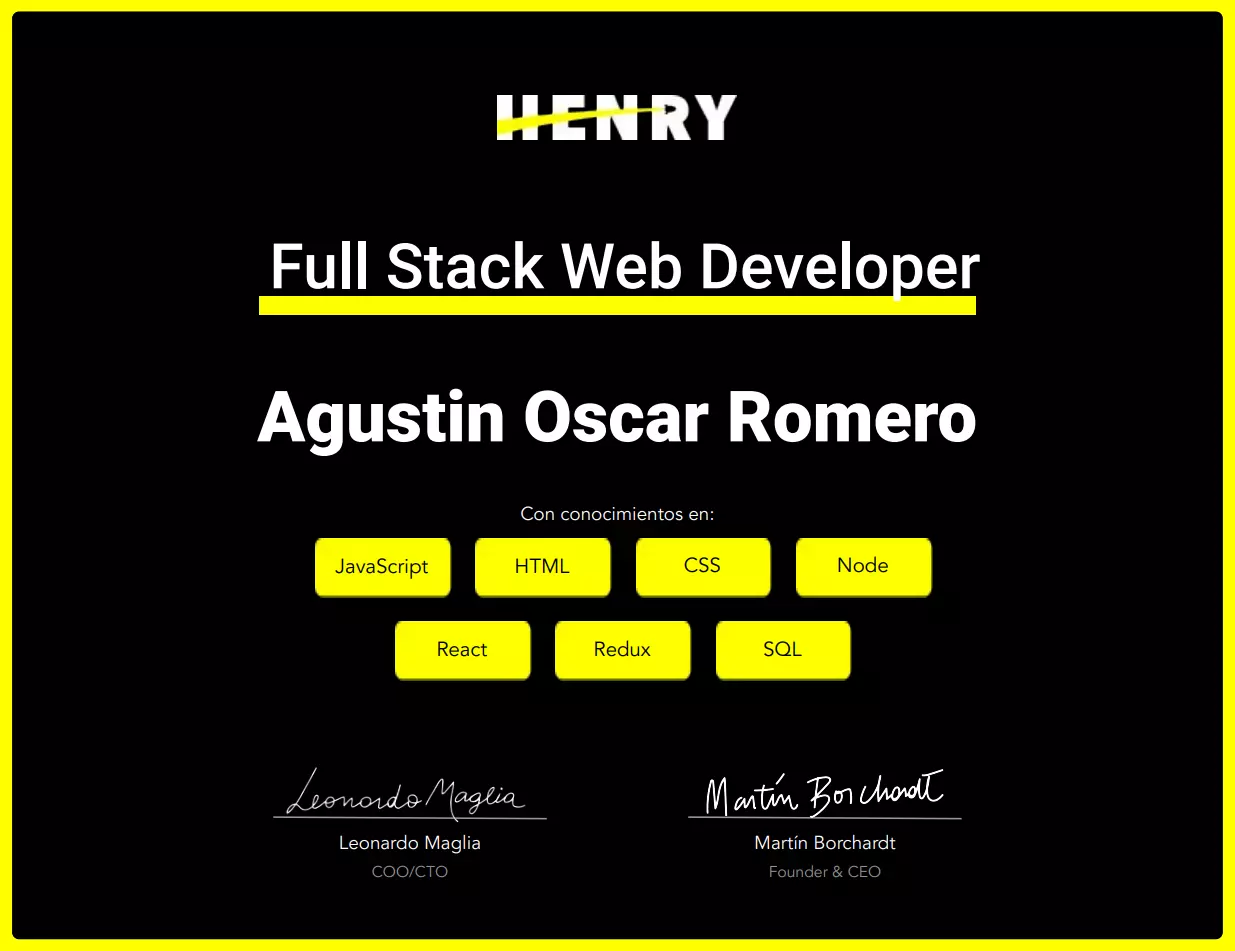 HENRY
Full Stack Web Developer
Agustin Oscar Romero
Con conocimientos en:
JavaScript HTML CSS Node
React Redux SQL
Leonardo Maglia Martín Borchardt
Leonardo Maglia Martín Borchardt
COO/CTO Founder & CEO